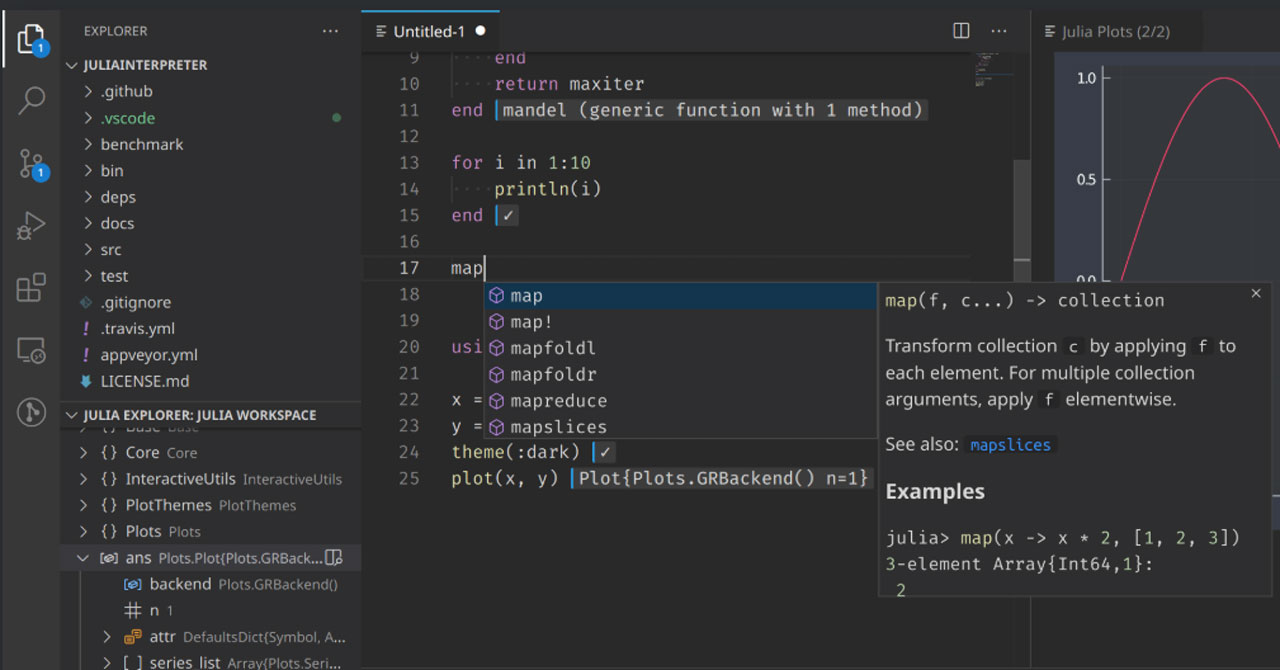 EXPLORER
JULIAINTERPRETER
.github
.vscode
benchmark
bin
deps
docs
src
test
.gitignore
! .travis.yml
! appveyor.yml
LICENSE.md
JULIA EXPLORER: JULIA WORKSPACE
{} Base Base
{} Core Core
{} InteractiveUtils InteractiveUtils
{} PlotThemes PlotThemes
{} Plots Plots
ans Plots.Plot{Plots.GRBack...
backend Plots.GRBackend()
n 1
attr DefaultsDict{Symbol, A...
[ ] series_list Array{Plots.Seri...
1
1
Untitled-1
9 end
10 return maxiter
11 end mandel (generic function with 1 method)
12
13 for i in 1:10
14 println(i)
15 end ✓
16
17 map
18
19
20 usi
21
22 x =
23 y =
24 theme(:dark) ✓
25 plot(x, y) Plot{Plots.GRBackend() n=1}
map
map!
mapfoldl
mapfoldr
mapreduce
mapslices
map(f, c...) -> collection
Transform collection c by applying f to
each element. For multiple collection
arguments, apply f elementwise.
See also: mapslices
Examples
julia> map(x -> x * 2, [1, 2, 3])
3-element Array{Int64,1}:
2
Julia Plots (2/2)
1.0
0.5
0.0